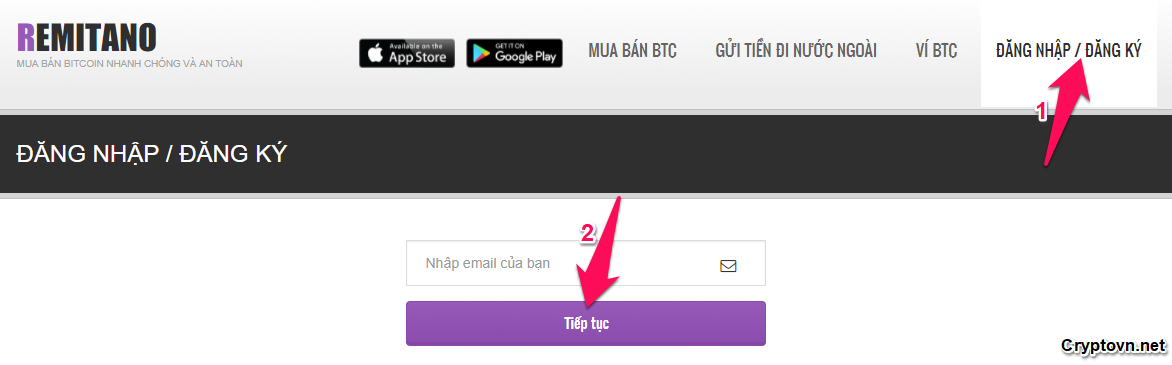 REMITANO
MUA BÁN BITCOIN NHANH CHÓNG VÀ AN TOÀN
Available on the
App Store
GET IT ON
Google Play
MUA BÁN BTC
GỬI TIỀN ĐI NƯỚC NGOÀI
VÍ BTC
ĐĂNG NHẬP / ĐĂNG KÝ
1
ĐĂNG NHẬP / ĐĂNG KÝ
2
Nhập email của bạn
Tiếp tục
Cryptovn.net